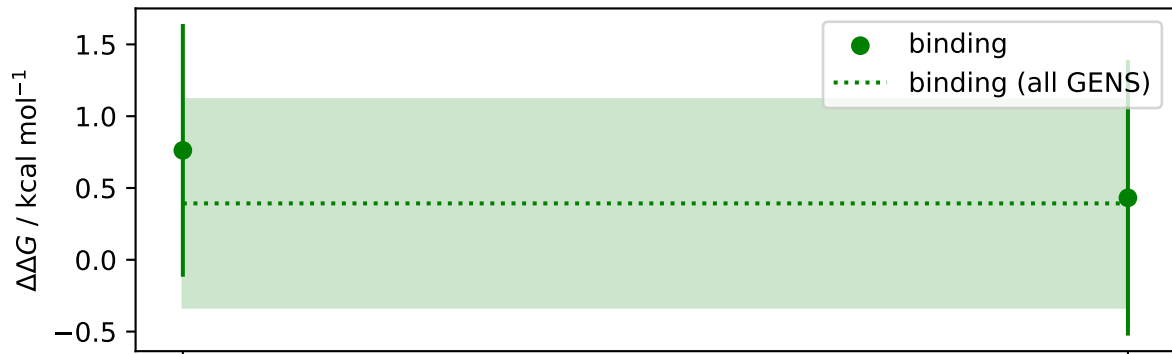 1.5
1.0
0.5
0.0
−0.5
ΔΔG / kcal mol⁻¹
binding
binding (all GENS)